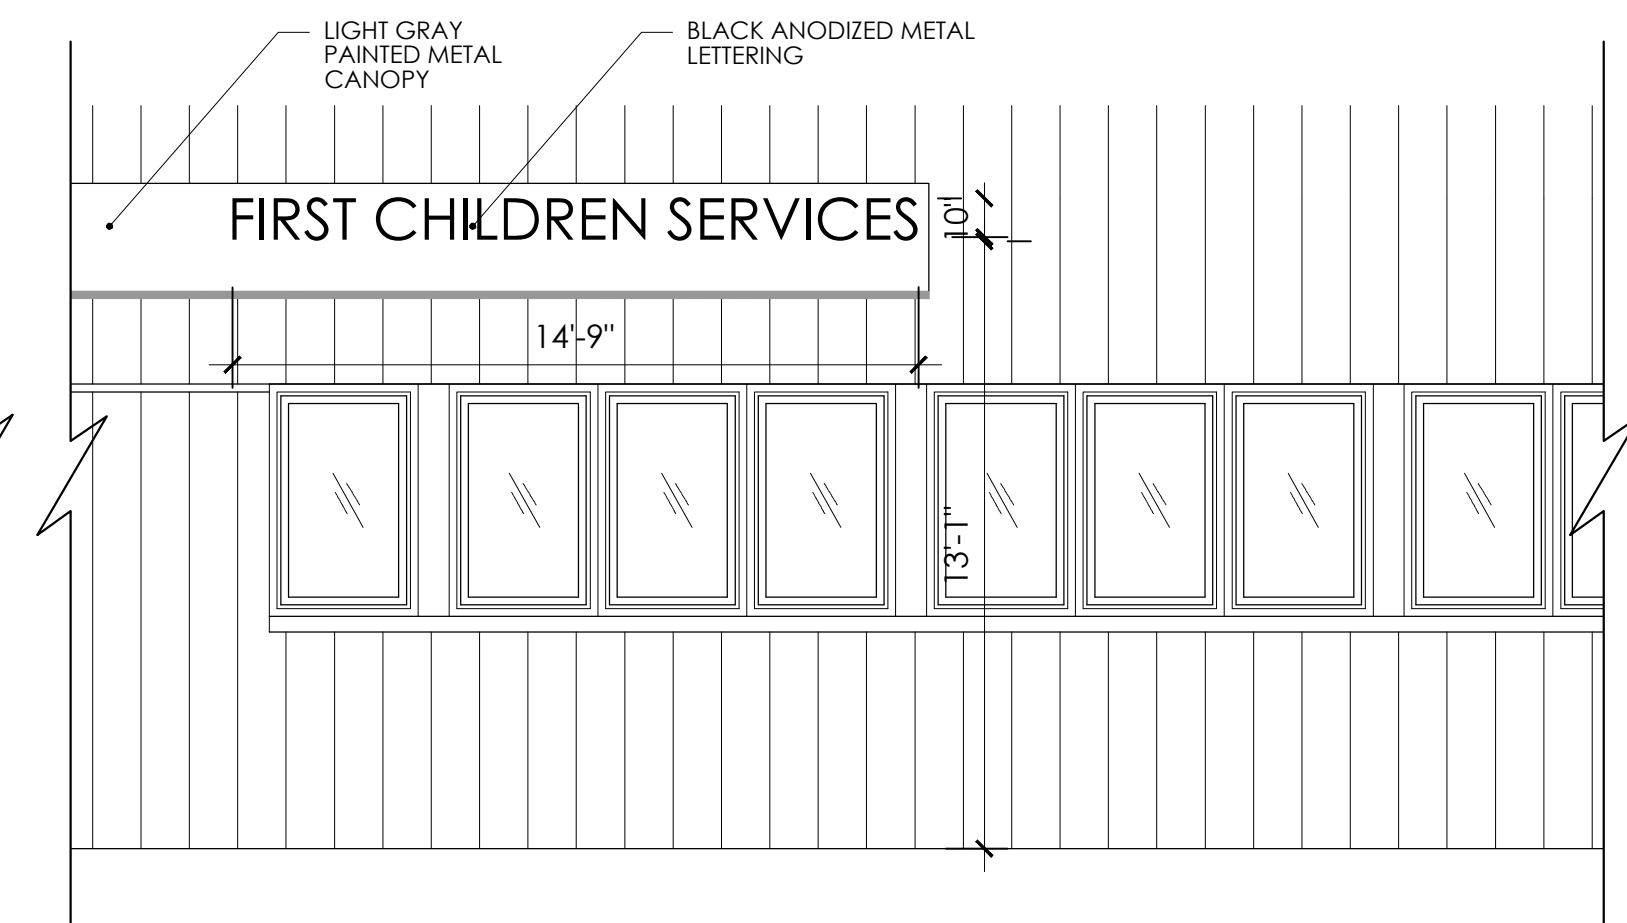 LIGHT GRAY
PAINTED METAL
CANOPY
BLACK ANODIZED METAL
LETTERING
FIRST CHILDREN SERVICES
10"
14'-9"
13'-1"